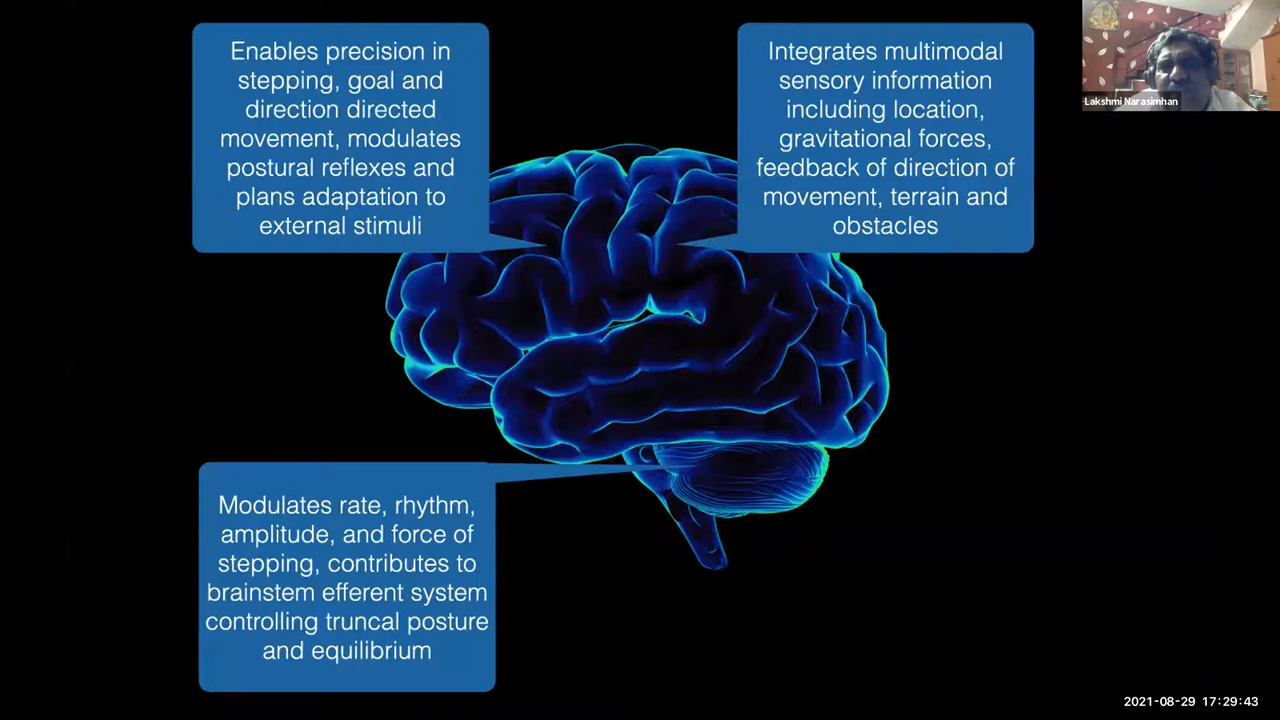 Enables precision in
stepping, goal and
direction directed
movement, modulates
postural reflexes and
plans adaptation to
external stimuli
Integrates multimodal
sensory information
including location,
gravitational forces,
feedback of direction of
movement, terrain and
obstacles
Lakshmi Narasimhan
Modulates rate, rhythm,
amplitude, and force of
stepping, contributes to
brainstem efferent system
controlling truncal posture
and equilibrium
2021-08-29 17:29:43